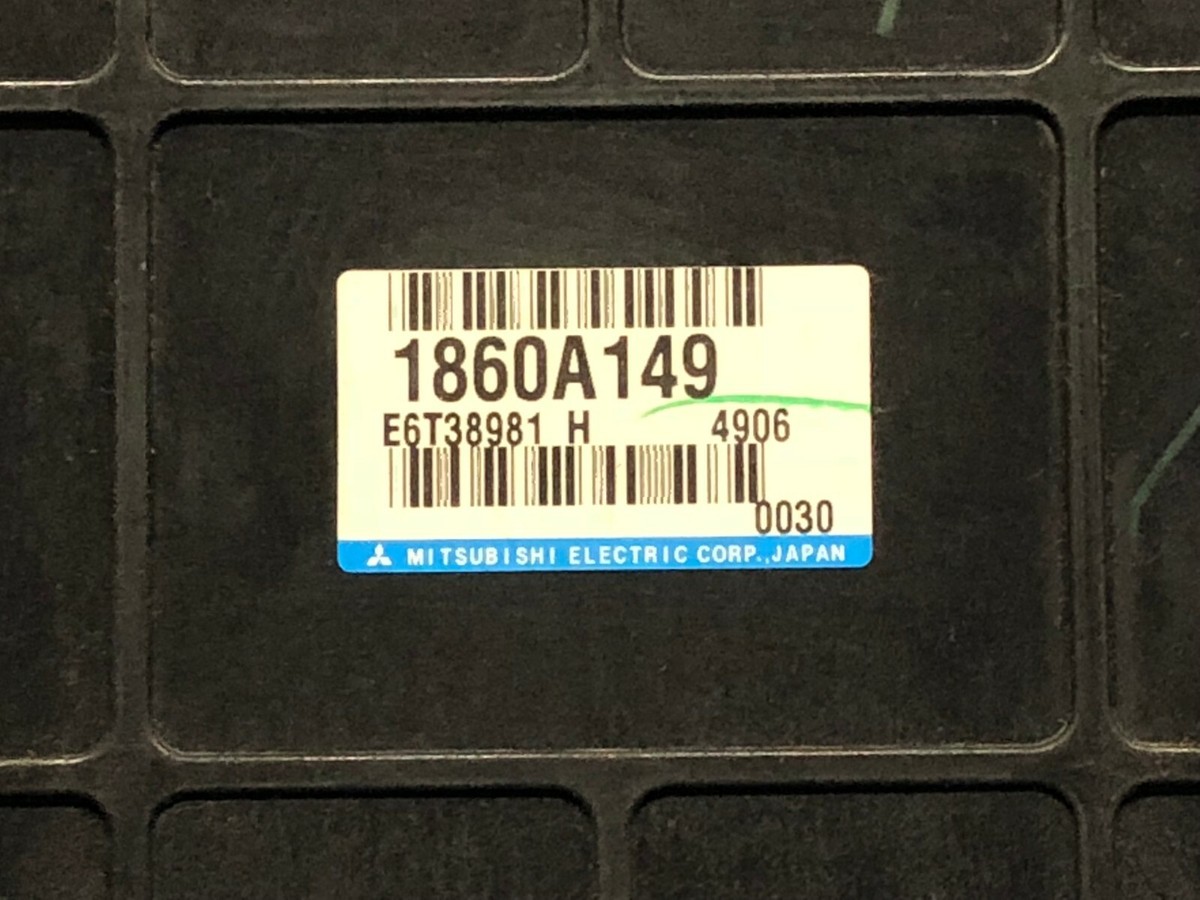 1860A149
E6T38981 H 4906
0030
MITSUBISHI ELECTRIC CORP.,JAPAN